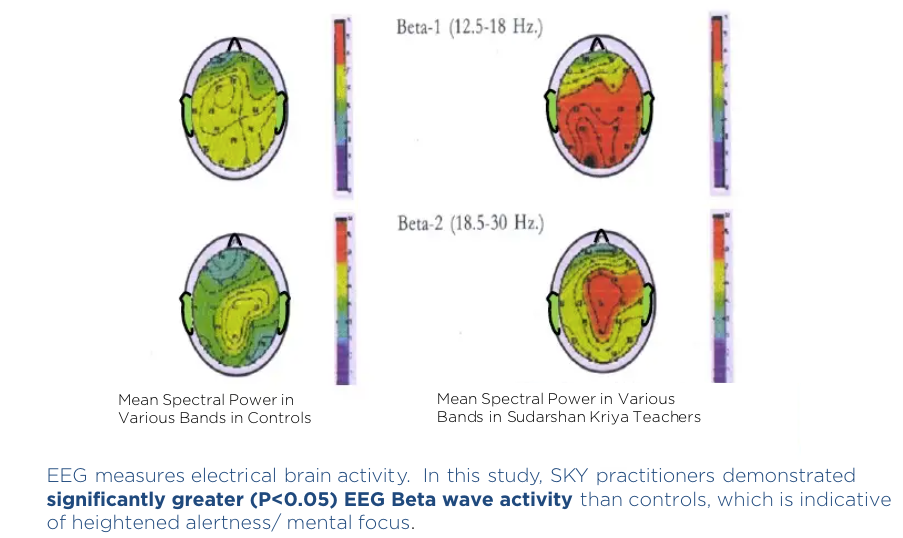 Beta-1 (12.5-18 Hz.)
Beta-2 (18.5-30 Hz.)
Mean Spectral Power in
Various Bands in Controls
Mean Spectral Power in Various
Bands in Sudarshan Kriya Teachers
EEG measures electrical brain activity. In this study, SKY practitioners demonstrated
significantly greater (P<0.05) EEG Beta wave activity than controls, which is indicative
of heightened alertness/ mental focus.